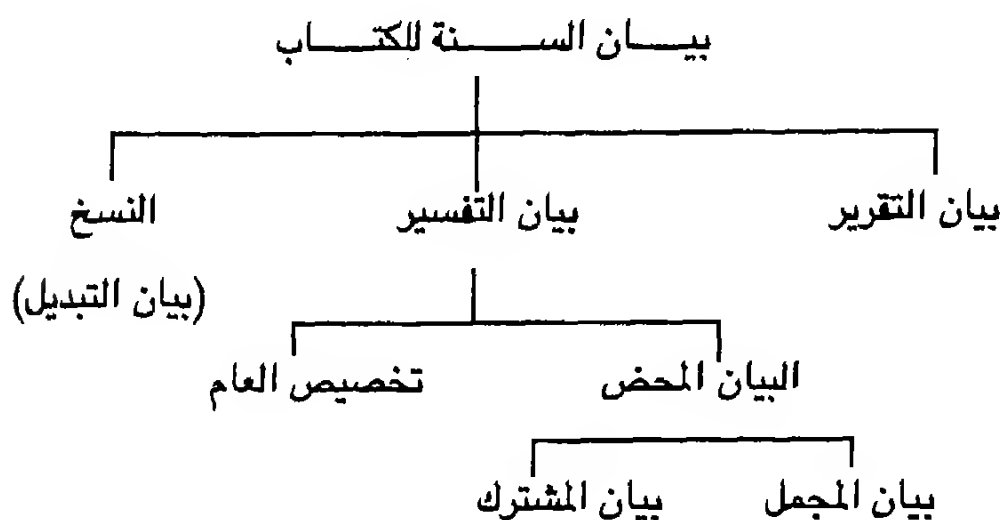 بيان السنة للكتاب
بيان التقرير بيان التفسير النسخ
(بيان التبديل)
البيان المحض تخصيص العام
بيان المجمل بيان المشترك